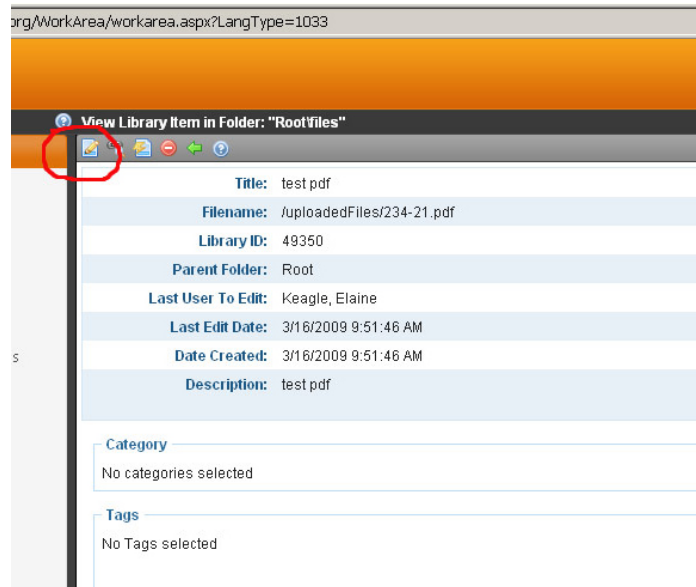 org/WorkArea/workarea.aspx?LangType=1033
View Library Item in Folder: "Root\files"
Title: test pdf
Filename: /uploadedFiles/234-21.pdf
Library ID: 49350
Parent Folder: Root
Last User To Edit: Keagle, Elaine
Last Edit Date: 3/16/2009 9:51:46 AM
s
Date Created: 3/16/2009 9:51:46 AM
Description: test pdf
Category
No categories selected
Tags
No Tags selected